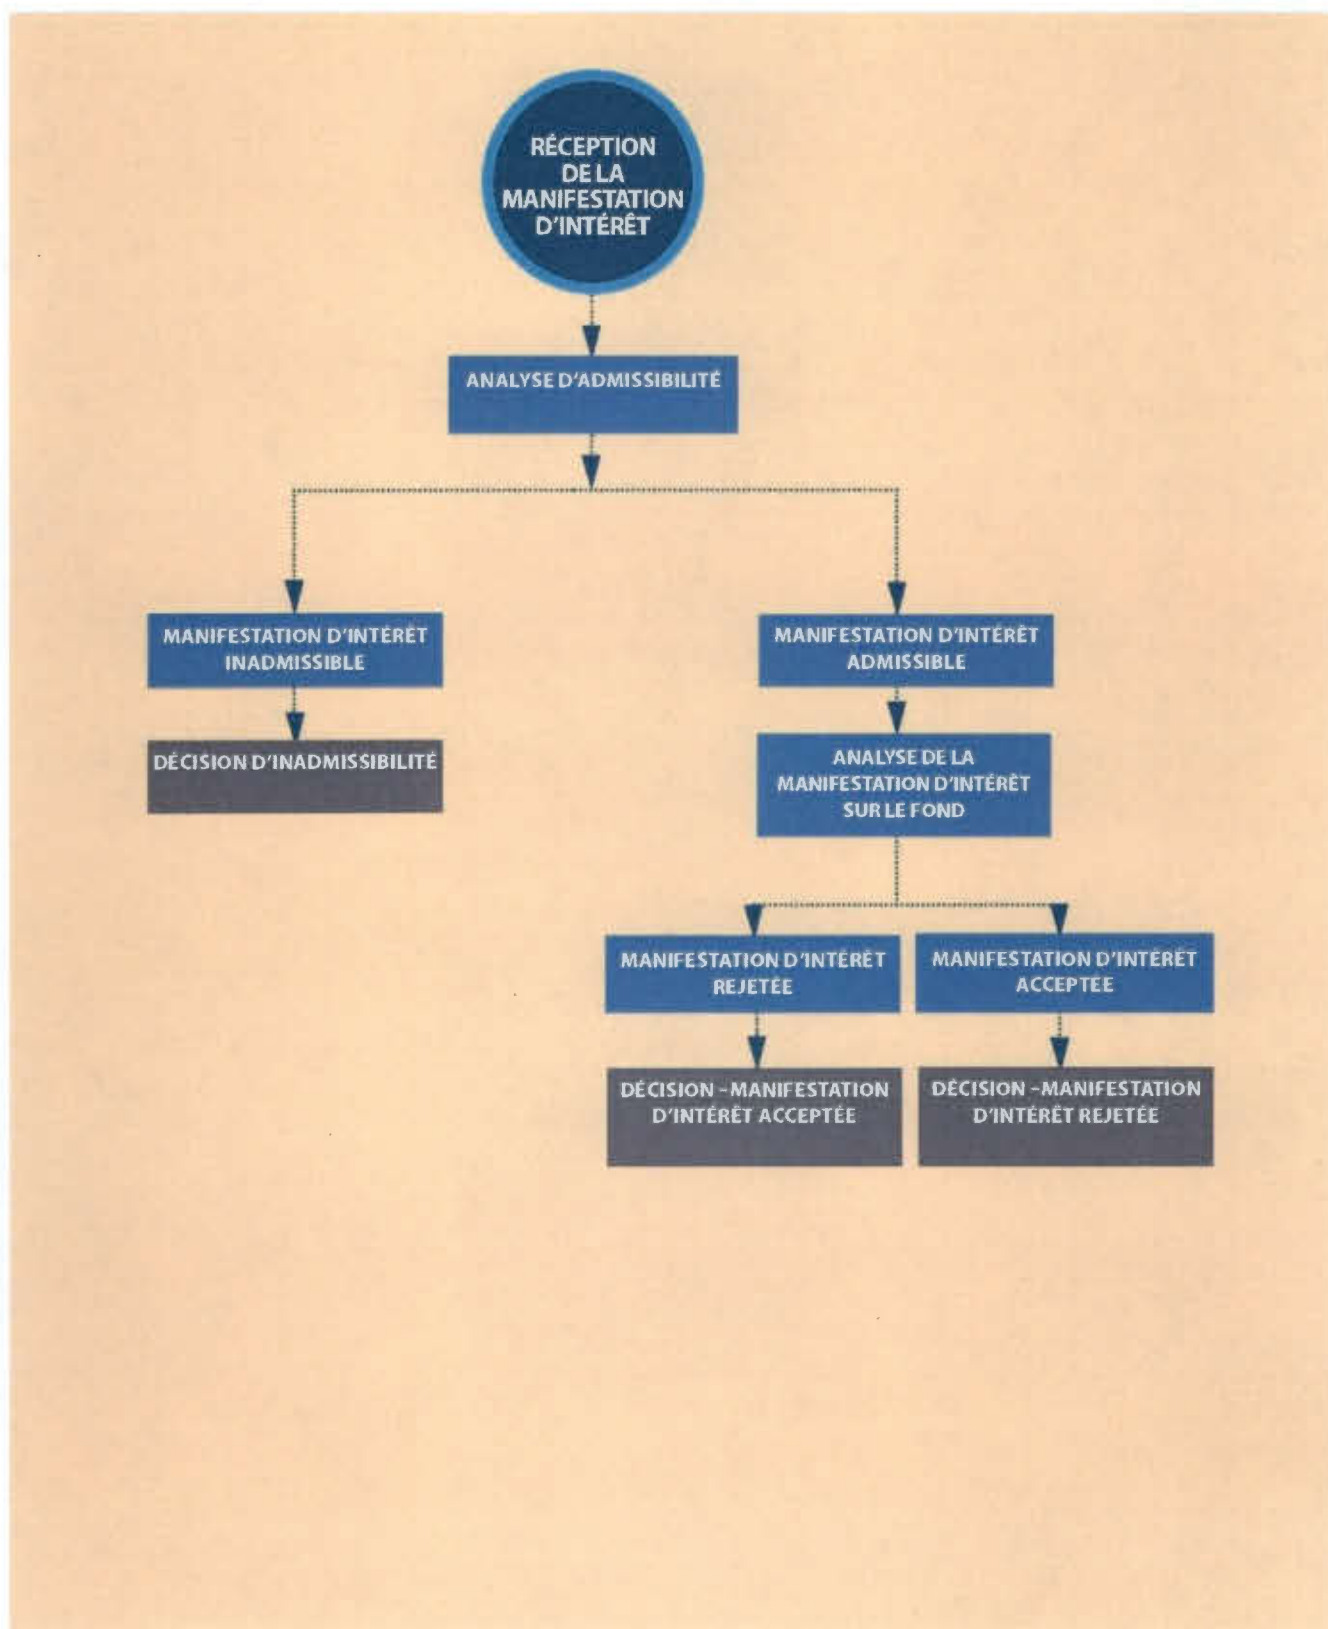 RÉCEPTION
DE LA
MANIFESTATION
D'INTÉRÊT
ANALYSE D'ADMISSIBILITÉ
MANIFESTATION D'INTÉRÊT
INADMISSIBLE
DÉCISION D'INADMISSIBILITÉ
MANIFESTATION D'INTÉRÊT
ADMISSIBLE
ANALYSE DE LA
MANIFESTATION D'INTÉRÊT
SUR LE FOND
MANIFESTATION D'INTÉRÊT
REJETÉE
DÉCISION – MANIFESTATION
D'INTÉRÊT ACCEPTÉE
MANIFESTATION D'INTÉRÊT
ACCEPTÉE
DÉCISION – MANIFESTATION
D'INTÉRÊT REJETÉE